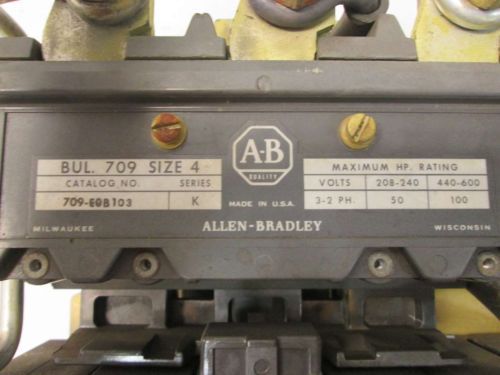 BUL. 709 SIZE 4
CATALOG NO. SERIES
709-EOB103 K
A-B
QUALITY
MADE IN U.S.A.
ALLEN-BRADLEY
MAXIMUM HP. RATING
VOLTS 208-240 440-600
3-2 PH. 50 100
MILWAUKEE
WISCONSIN